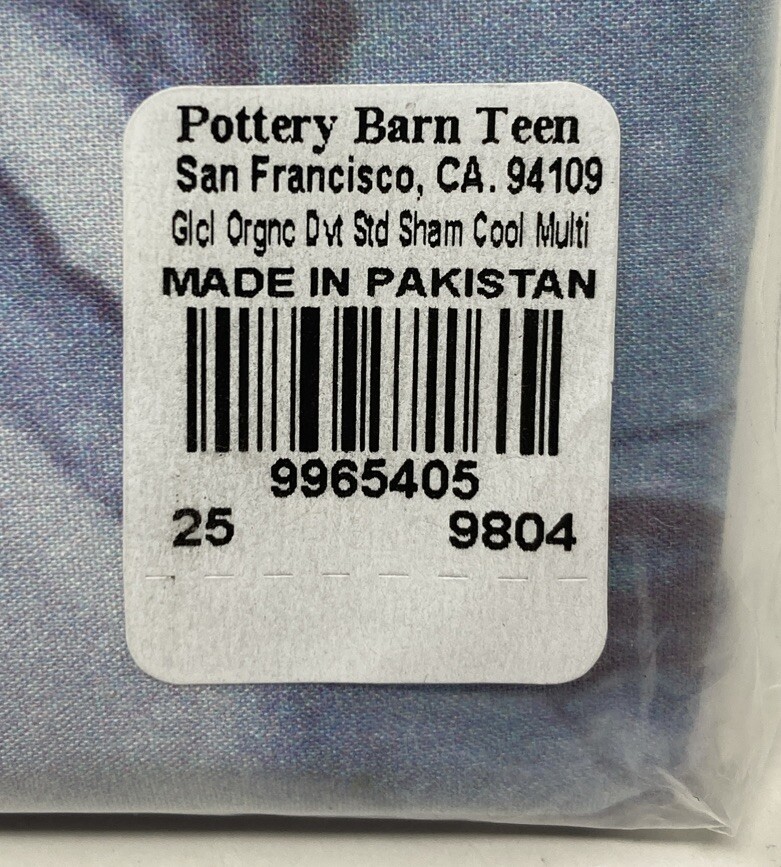 Pottery Barn Teen
San Francisco, CA. 94109
Glcl Orgnc Dvt Std Sham Cool Multi
MADE IN PAKISTAN
9965405
25 9804